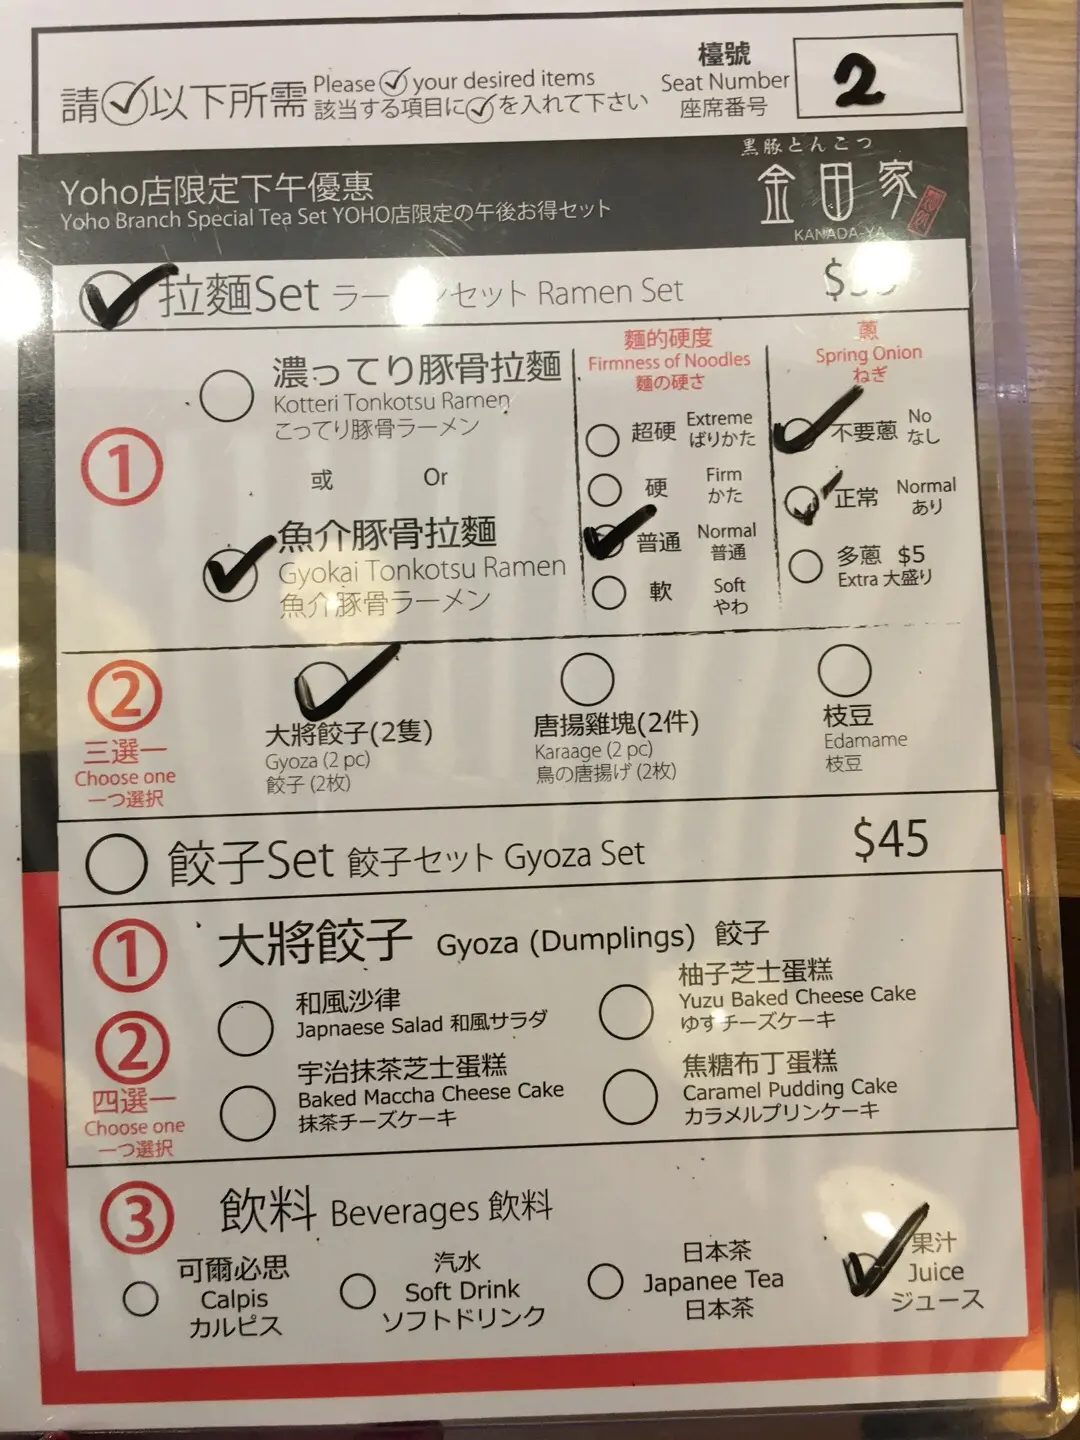 檯號
請✓以下所需 Please ✓ your desired items Seat Number 2
該当する項目に✓を入れて下さい 座席番号
黒豚とんこつ
金田家
KANADA-YA
Yoho店限定下午優惠
Yoho Branch Special Tea Set YOHO店限定の午後お得セット
拉麵Set ラーメンセット Ramen Set
麵的硬度
Firmness of Noodles
麵の硬さ
蔥
Spring Onion
ねぎ
1
濃ってり豚骨拉麵
Kotteri Tonkotsu Ramen
こってり豚骨ラーメン
或 Or
魚介豚骨拉麵
Gyokai Tonkotsu Ramen
魚介豚骨ラーメン
超硬 Extreme
ばりかた
硬 Firm
かた
普通 Normal
普通
軟 Soft
やわ
不要蔥 No
なし
正常 Normal
あり
多蔥 $5
Extra 大盛り
2
三選一
Choose one
一つ選択
大將餃子(2隻)
Gyoza (2 pc)
餃子 (2枚)
唐揚雞塊(2件)
Karaage (2 pc)
鳥の唐揚げ (2枚)
枝豆
Edamame
枝豆
餃子Set 餃子セット Gyoza Set $45
1
大將餃子 Gyoza (Dumplings) 餃子
2
四選一
Choose one
一つ選択
和風沙律
Japnaese Salad 和風サラダ
柚子芝士蛋糕
Yuzu Baked Cheese Cake
ゆずチーズケーキ
宇治抹茶芝士蛋糕
Baked Maccha Cheese Cake
抹茶チーズケーキ
焦糖布丁蛋糕
Caramel Pudding Cake
カラメルプリンケーキ
3
飲料 Beverages 飲料
可爾必思
Calpis
カルピス
汽水
Soft Drink
ソフトドリンク
日本茶
Japanee Tea
日本茶
果汁
Juice
ジュース